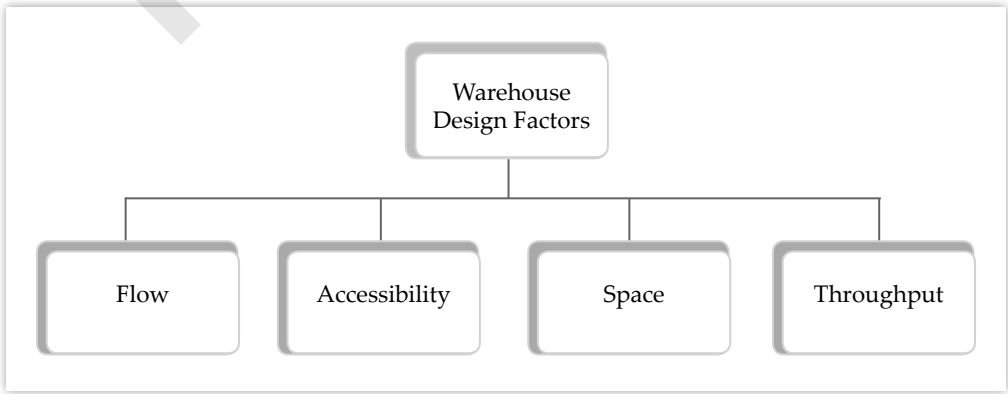 Warehouse
Design Factors
Flow
Accessibility
Space
Throughput